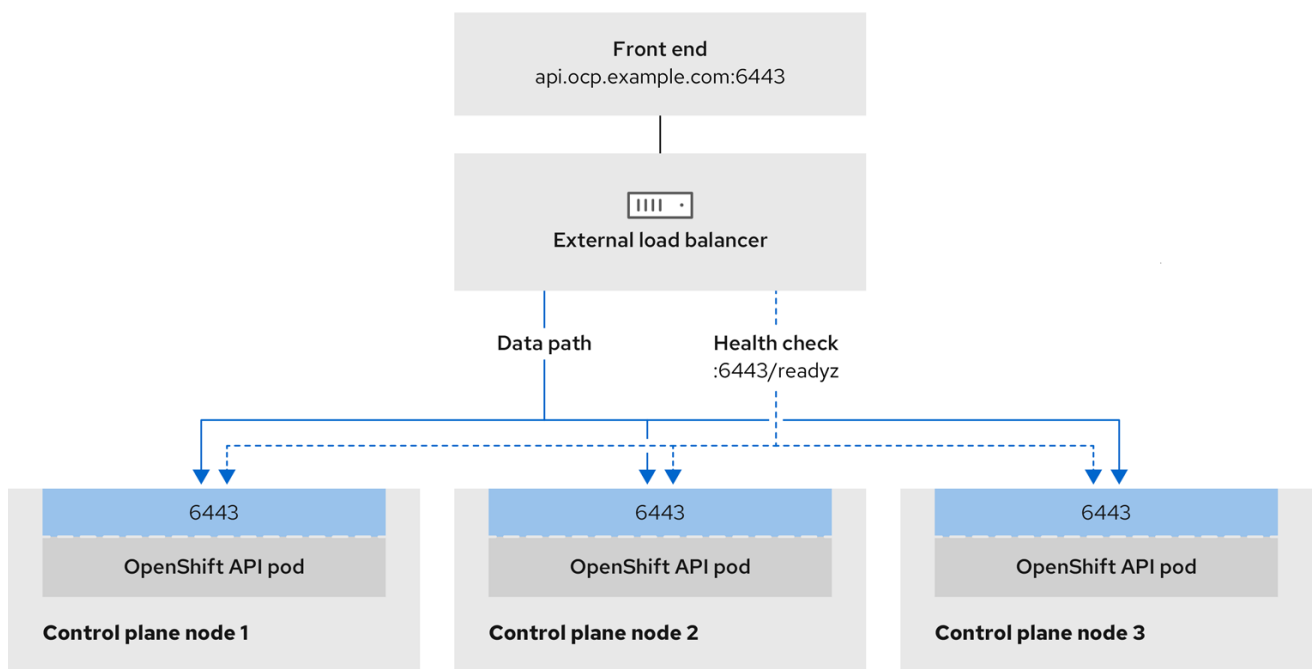 Front end
api.ocp.example.com:6443
External load balancer
Data path
Health check
:6443/readyz
6443
6443
6443
OpenShift API pod
OpenShift API pod
OpenShift API pod
Control plane node 1
Control plane node 2
Control plane node 3